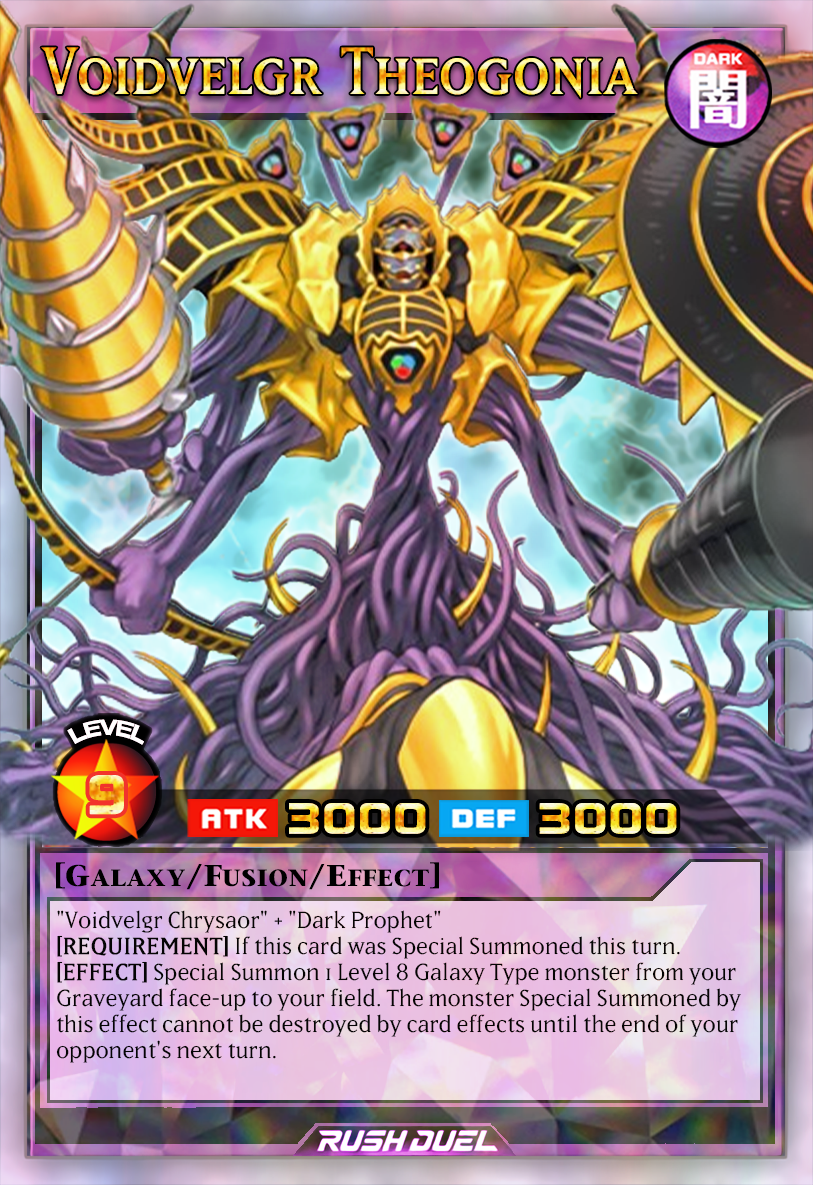 Voidvelgr Theogonia
DARK
闇
LEVEL
9
ATK 3000 DEF 3000
[Galaxy/Fusion/Effect]
"Voidvelgr Chrysaor" + "Dark Prophet"
[REQUIREMENT] If this card was Special Summoned this turn.
[EFFECT] Special Summon 1 Level 8 Galaxy Type monster from your
Graveyard face-up to your field. The monster Special Summoned by
this effect cannot be destroyed by card effects until the end of your
opponent's next turn.
RUSH DUEL